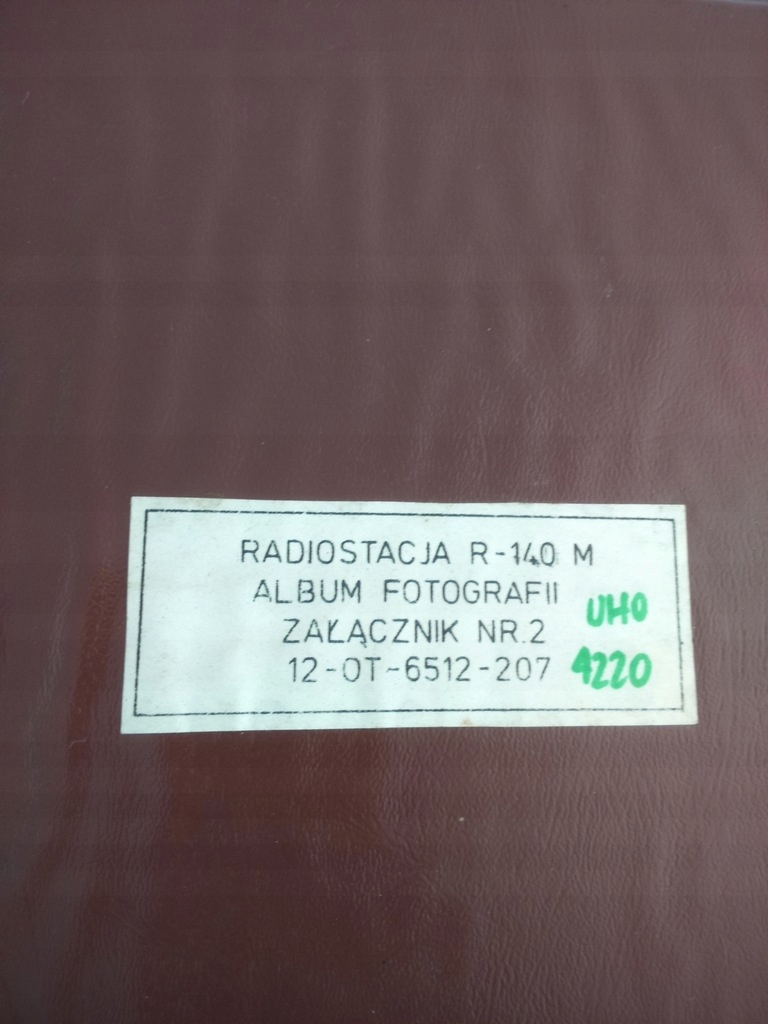 RADIOSTACJA R-140 M
ALBUM FOTOGRAFII
ZAŁĄCZNIK NR.2
12-OT-6512-207
UHO
4220